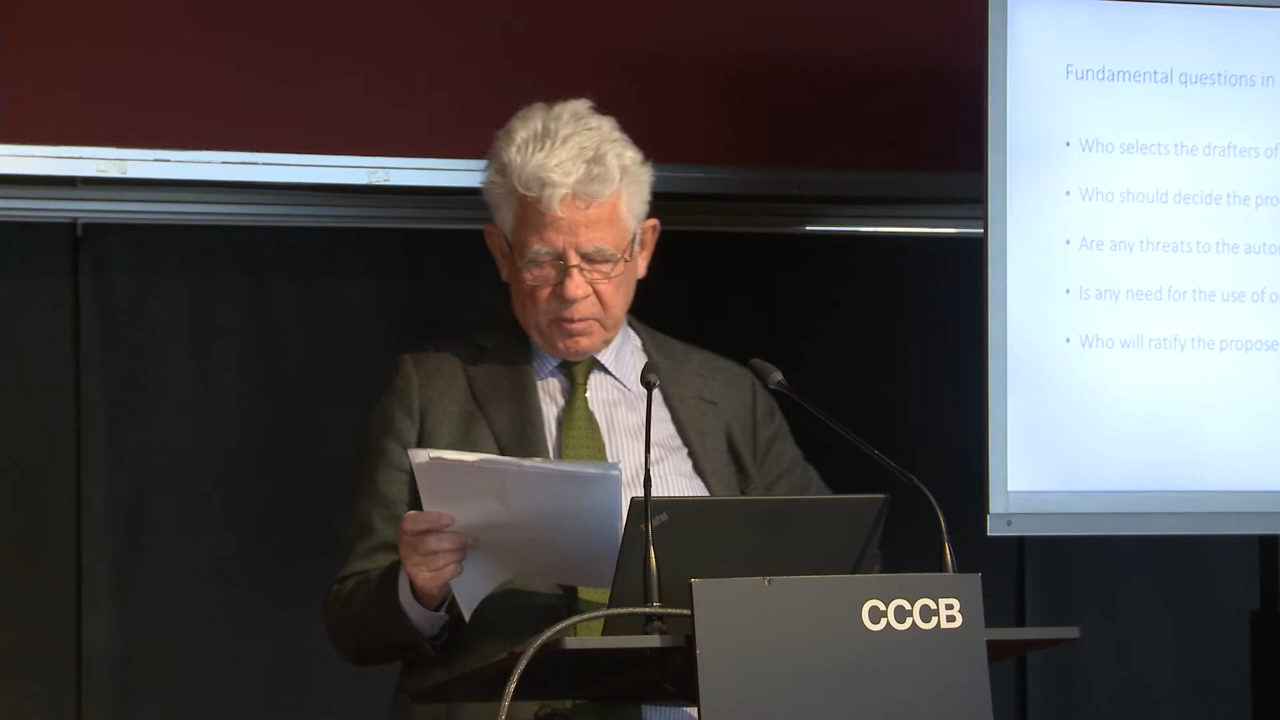 Fundamental questions in
• Who selects the drafters of
• Who should decide the pro
• Are any threats to the auto
• Is any need for the use of o
• Who will ratify the propose
CCCB